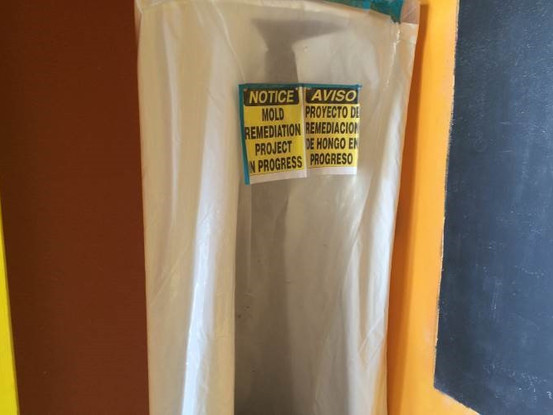 NOTICE
MOLD
REMEDIATION
PROJECT
N PROGRESS
AVISO
PROYECTO DE
REMEDIACION
DE HONGO EN
PROGRESO